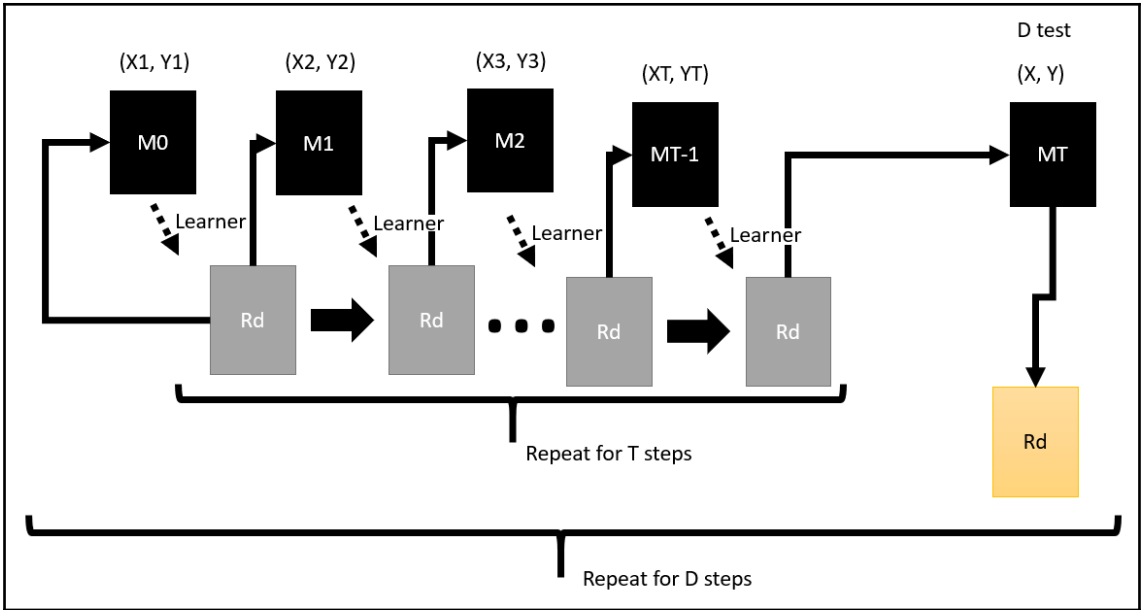 D test
(X1, Y1)
(X2, Y2)
(X3, Y3)
(XT, YT)
(X, Y)
M0
M1
M2
MT-1
MT
Learner
Learner
Learner
Learner
Rd
Rd
Rd
Rd
Rd
Repeat for T steps
Repeat for D steps